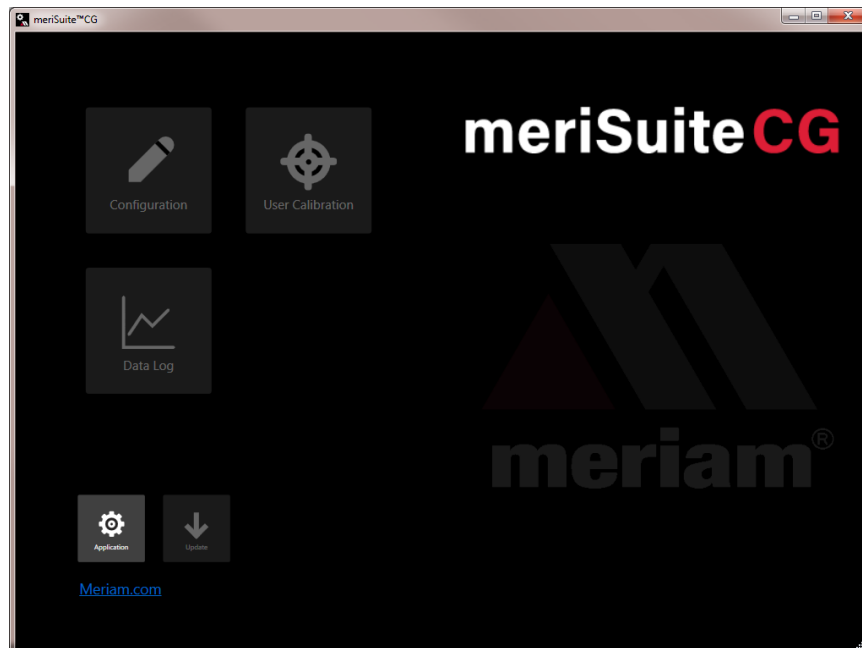 meriSuite™CG
meriSuite CG
Configuration
User Calibration
Data Log
meriam®
Application
Update
Meriam.com